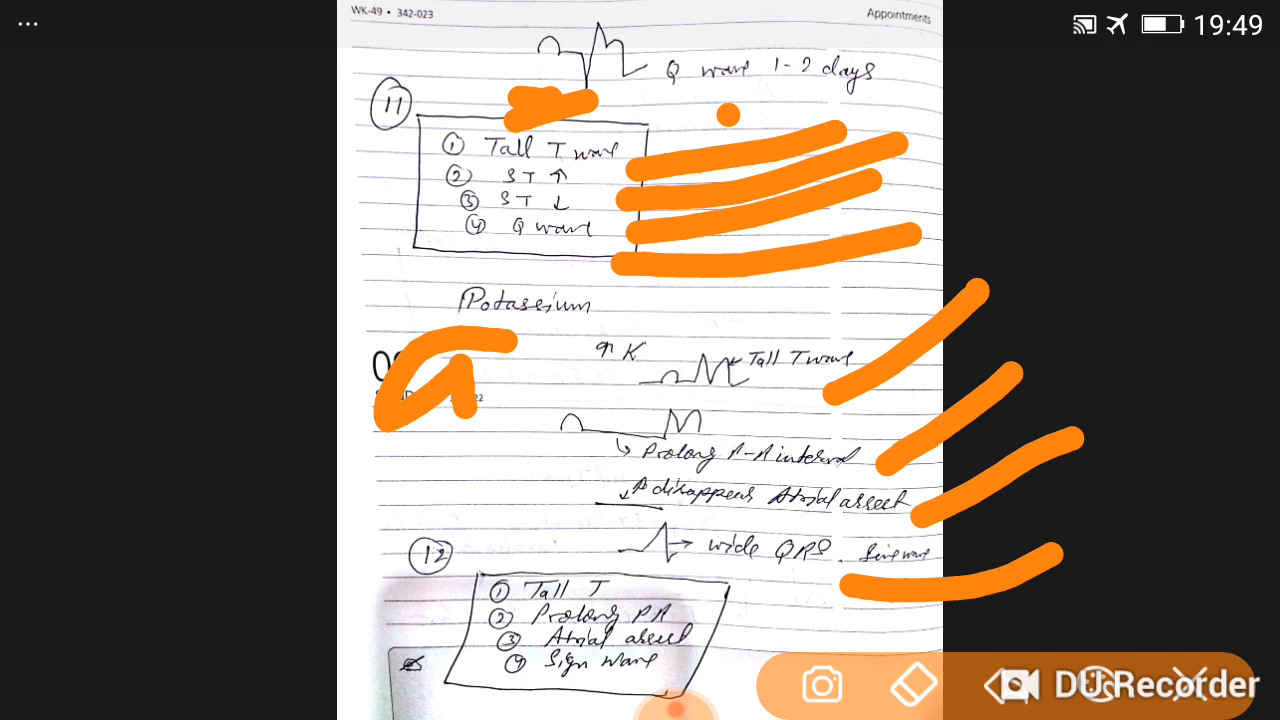 ...
19:49
WK-49 • 342-023
Appointments
Q wave 1-2 days
11
① Tall T wave
② ST ↑
③ ST ↓
④ Q wave
Potassium
↑ K
Tall T wave
22
Prolong P-R interval
disappears Atrial arrest
wide QRS. Sine wave
12
① Tall T
② Prolong PR
③ Atrial arrest
④ Sign wave
DU Recorder